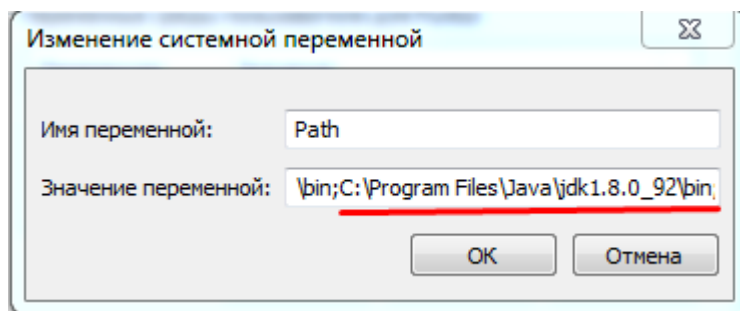 Изменение системной переменной
Имя переменной: Path
Значение переменной: \bin;C:\Program Files\Java\jdk1.8.0_92\bin;
OK Отмена